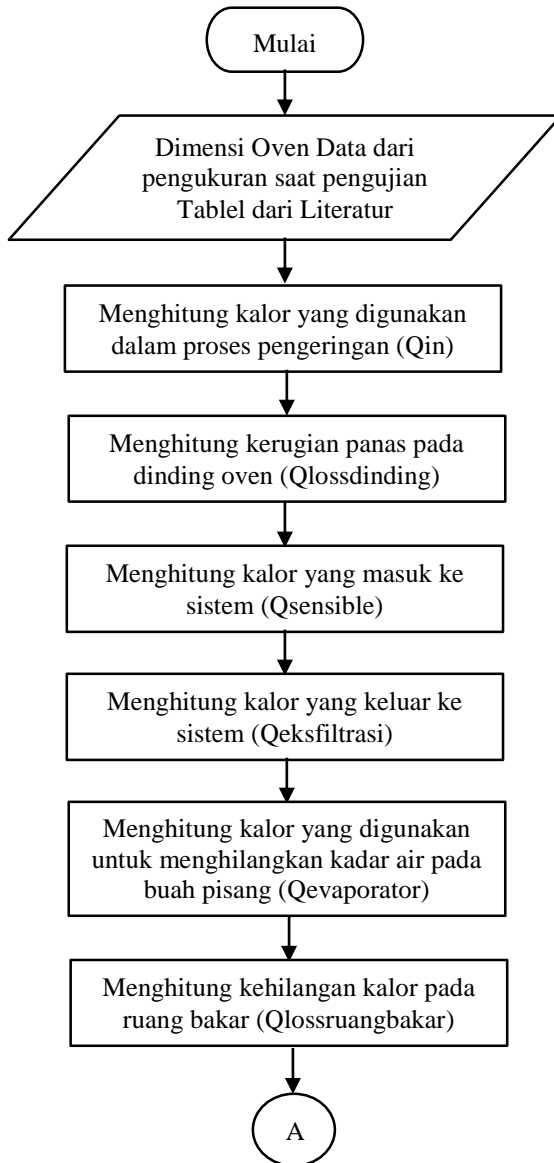 Mulai
Dimensi Oven Data dari
pengukuran saat pengujian
Tablel dari Literatur
Menghitung kalor yang digunakan
dalam proses pengeringan (Qin)
Menghitung kerugian panas pada
dinding oven (Qlossdinding)
Menghitung kalor yang masuk ke
sistem (Qsensible)
Menghitung kalor yang keluar ke
sistem (Qeksfiltrasi)
Menghitung kalor yang digunakan
untuk menghilangkan kadar air pada
buah pisang (Qevaporator)
Menghitung kehilangan kalor pada
ruang bakar (Qlossruangbakar)
A